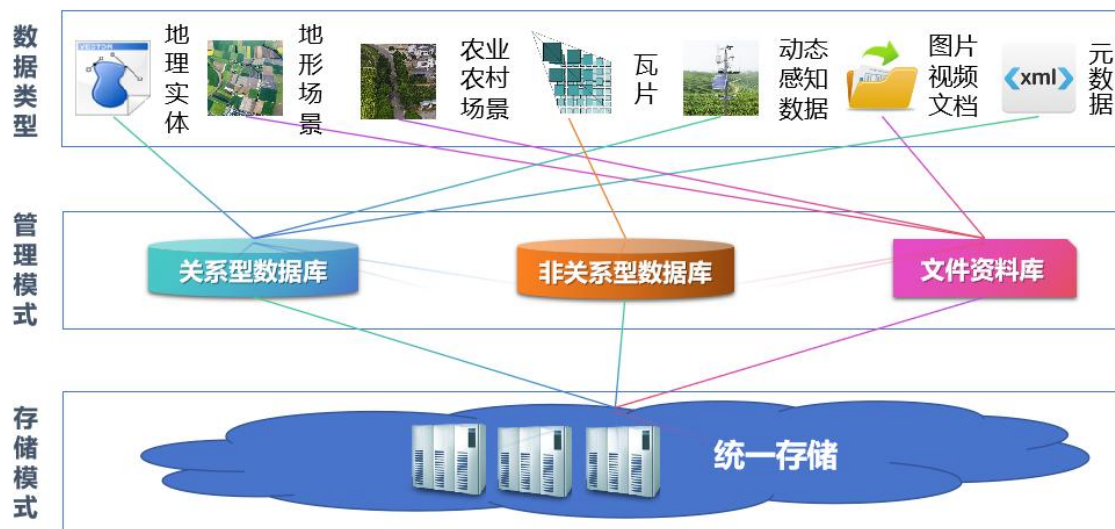 数据类型
VECTOR
地理实体
地形场景
农业
农村
场景
瓦片
动态
感知
数据
图片
视频
文档
xml
元数据
管理模式
关系型数据库
非关系型数据库
文件资料库
存储模式
统一存储